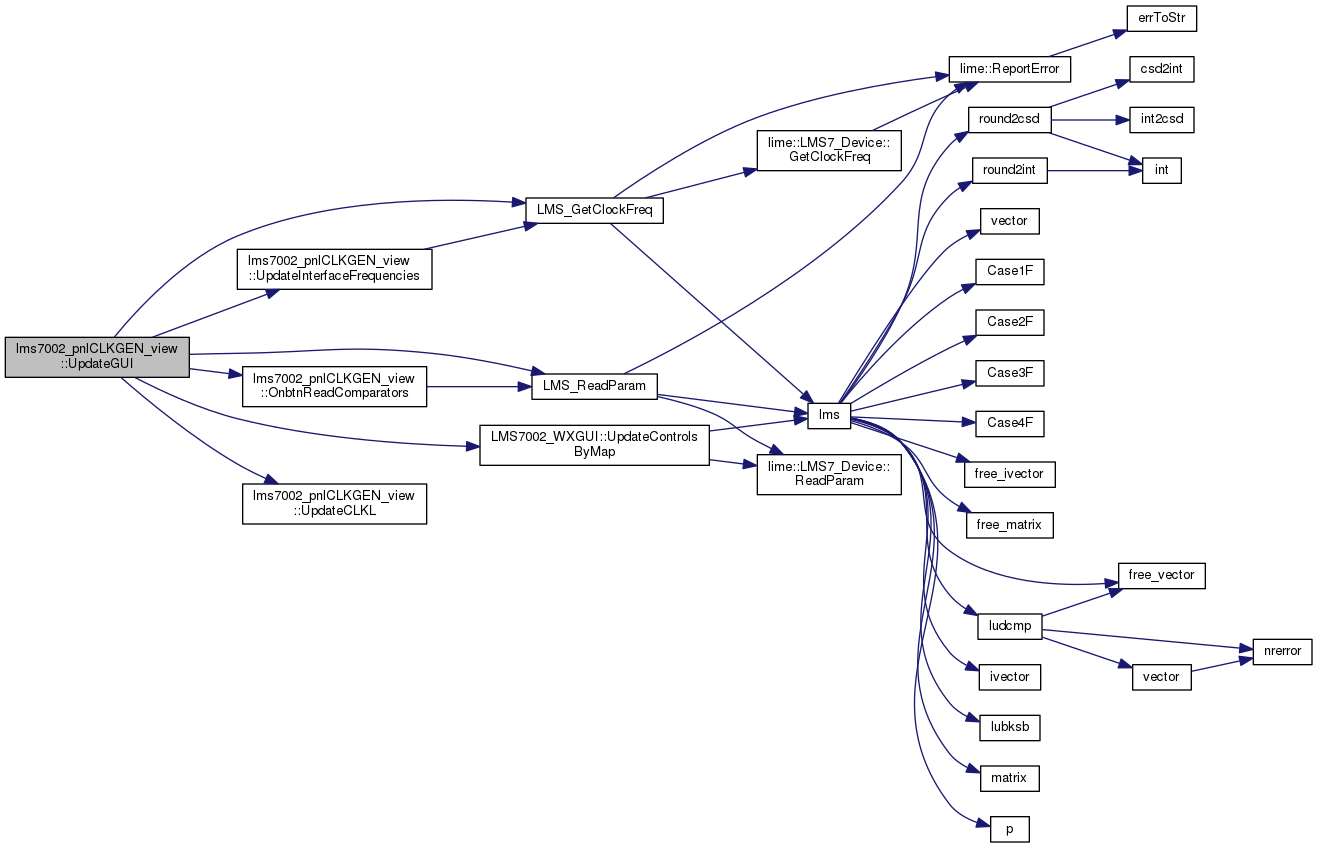 lms7002_pnlCLKGEN_view
::UpdateGUI
LMS_GetClockFreq
lms7002_pnlCLKGEN_view
::UpdateInterfaceFrequencies
lms7002_pnlCLKGEN_view
::OnbtnReadComparators
LMS_ReadParam
LMS7002_WXGUI::UpdateControls
ByMap
lms7002_pnlCLKGEN_view
::UpdateCLKL
lime::LMS7_Device::
GetClockFreq
lime::ReportError
errToStr
lms
lime::LMS7_Device::
ReadParam
round2csd
csd2int
int2csd
int
round2int
vector
Case1F
Case2F
Case3F
Case4F
free_ivector
free_matrix
free_vector
ludcmp
nrerror
vector
ivector
lubksb
matrix
p